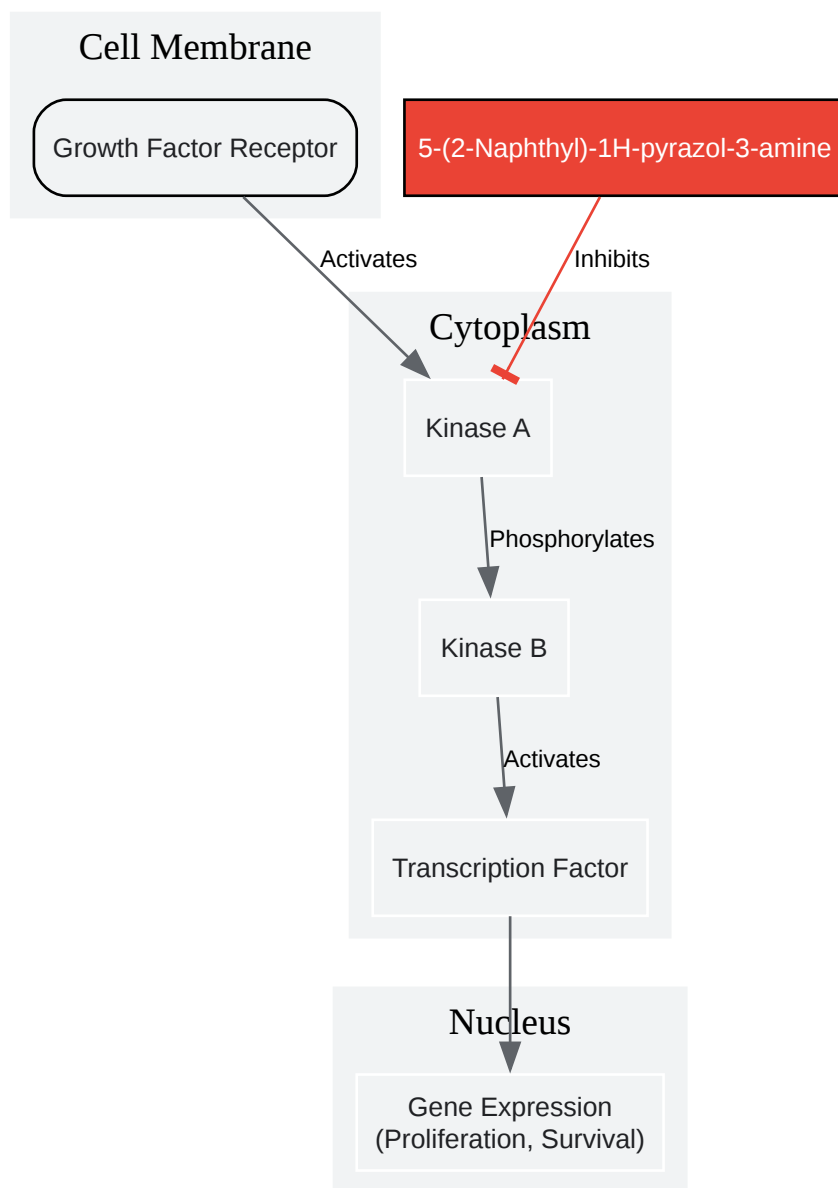 Cell Membrane
Growth Factor Receptor
5-(2-Naphthyl)-1H-pyrazol-3-amine
Activates
Inhibits
Cytoplasm
Kinase A
Phosphorylates
Kinase B
Activates
Transcription Factor
Nucleus
Gene Expression
(Proliferation, Survival)